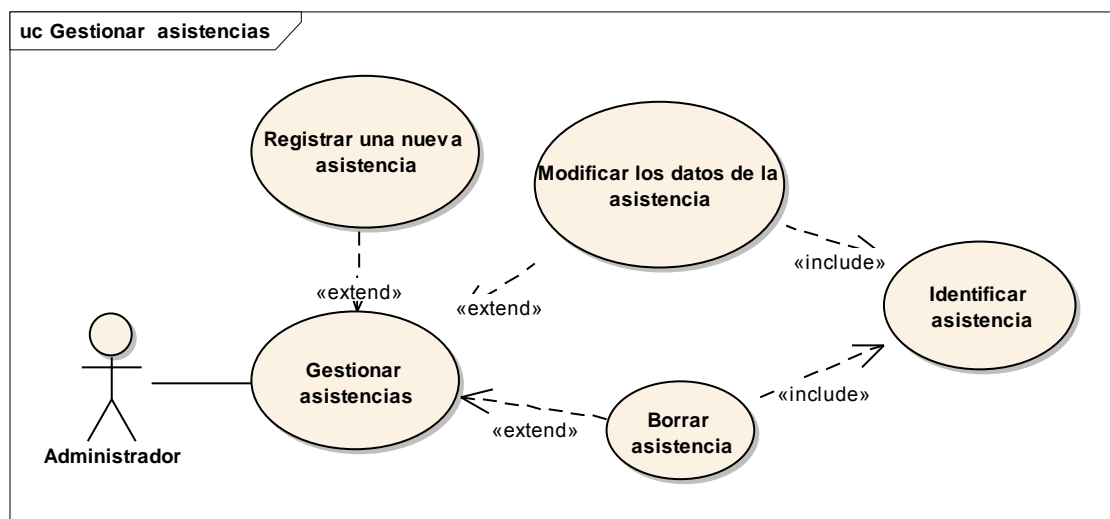 uc Gestionar asistencias
Registrar una nueva
asistencia
Modificar los datos de la
asistencia
«include»
«extend»
«extend»
Identificar
asistencia
Gestionar
asistencias
«include»
Borrar
asistencia
«extend»
Administrador